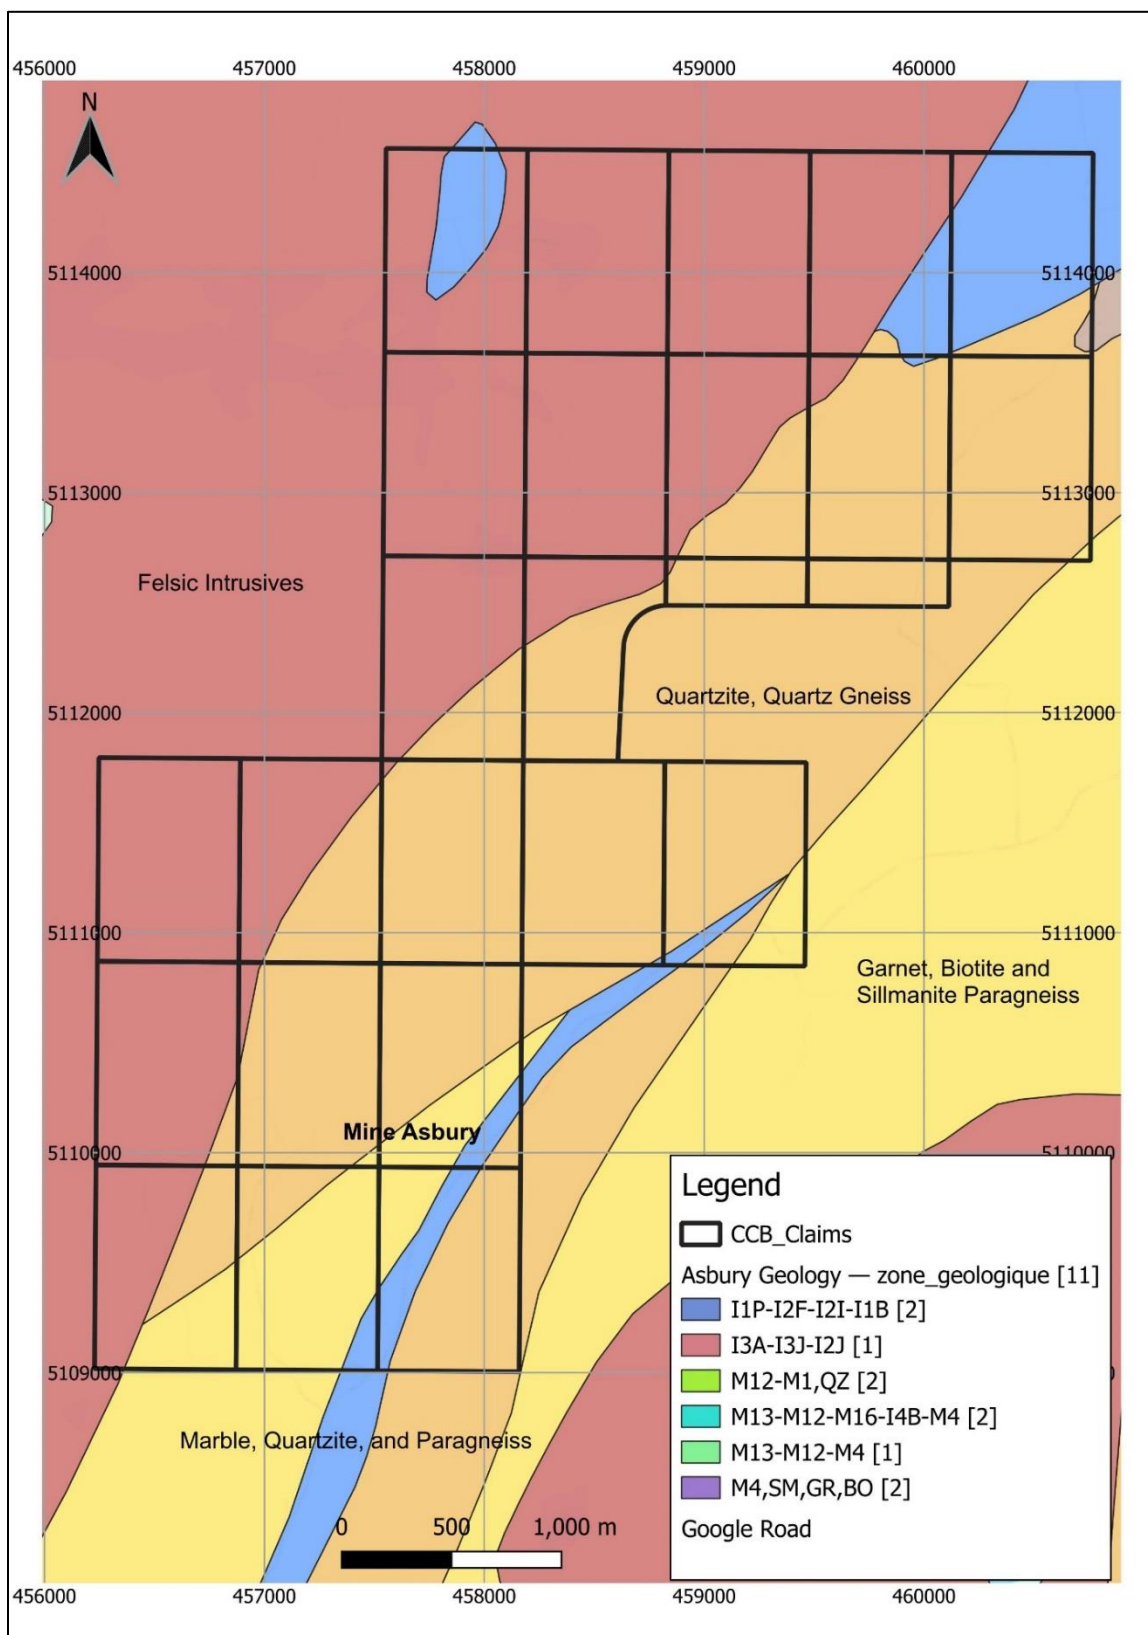 456000 457000 458000 459000 460000
N
5114000 5114000
5113000 5113000
Felsic Intrusives
Quartzite, Quartz Gneiss
5112000 5112000
5111000 5111000
Garnet, Biotite and
Sillmanite Paragneiss
Mine Asbury
5110000 5110000
Legend
CCB_Claims
Asbury Geology — zone_geologique [11]
I1P-I2F-I2I-I1B [2]
I3A-I3J-I2J [1]
M12-M1,QZ [2]
M13-M12-M16-I4B-M4 [2]
M13-M12-M4 [1]
M4,SM,GR,BO [2]
Google Road
5109000
Marble, Quartzite, and Paragneiss
0 500 1,000 m
456000 457000 458000 459000 460000